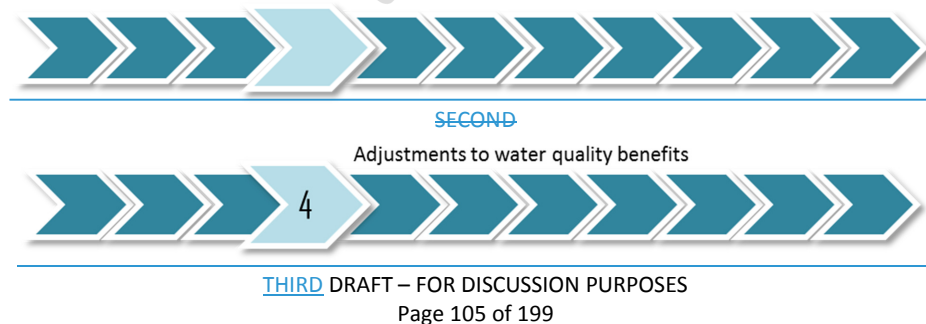 SECOND
Adjustments to water quality benefits
4
THIRD DRAFT – FOR DISCUSSION PURPOSES
Page 105 of 199